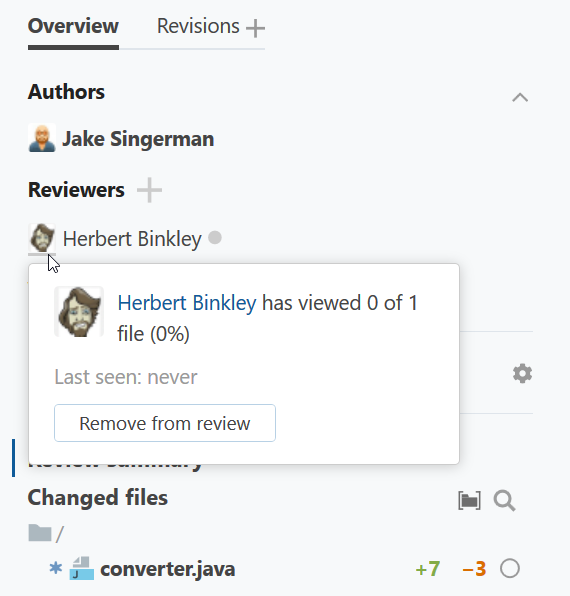 Overview Revisions +
Authors
Jake Singerman
Reviewers +
Herbert Binkley
Herbert Binkley has viewed 0 of 1
file (0%)
Last seen: never
Remove from review
Review summary
Changed files
/
* J converter.java +7 −3